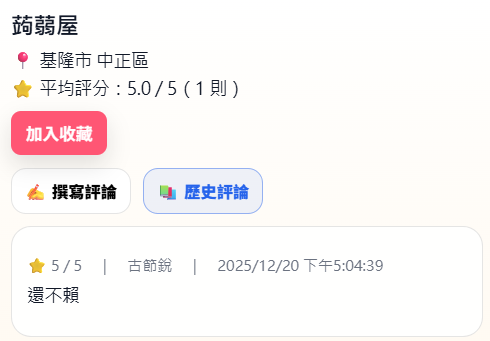 蒟蒻屋
📍 基隆市 中正區
⭐ 平均評分：5.0 / 5（1 則）
加入收藏
✍️ 撰寫評論 📚 歷史評論
⭐ 5 / 5 | 古節銳 | 2025/12/20 下午5:04:39
還不賴